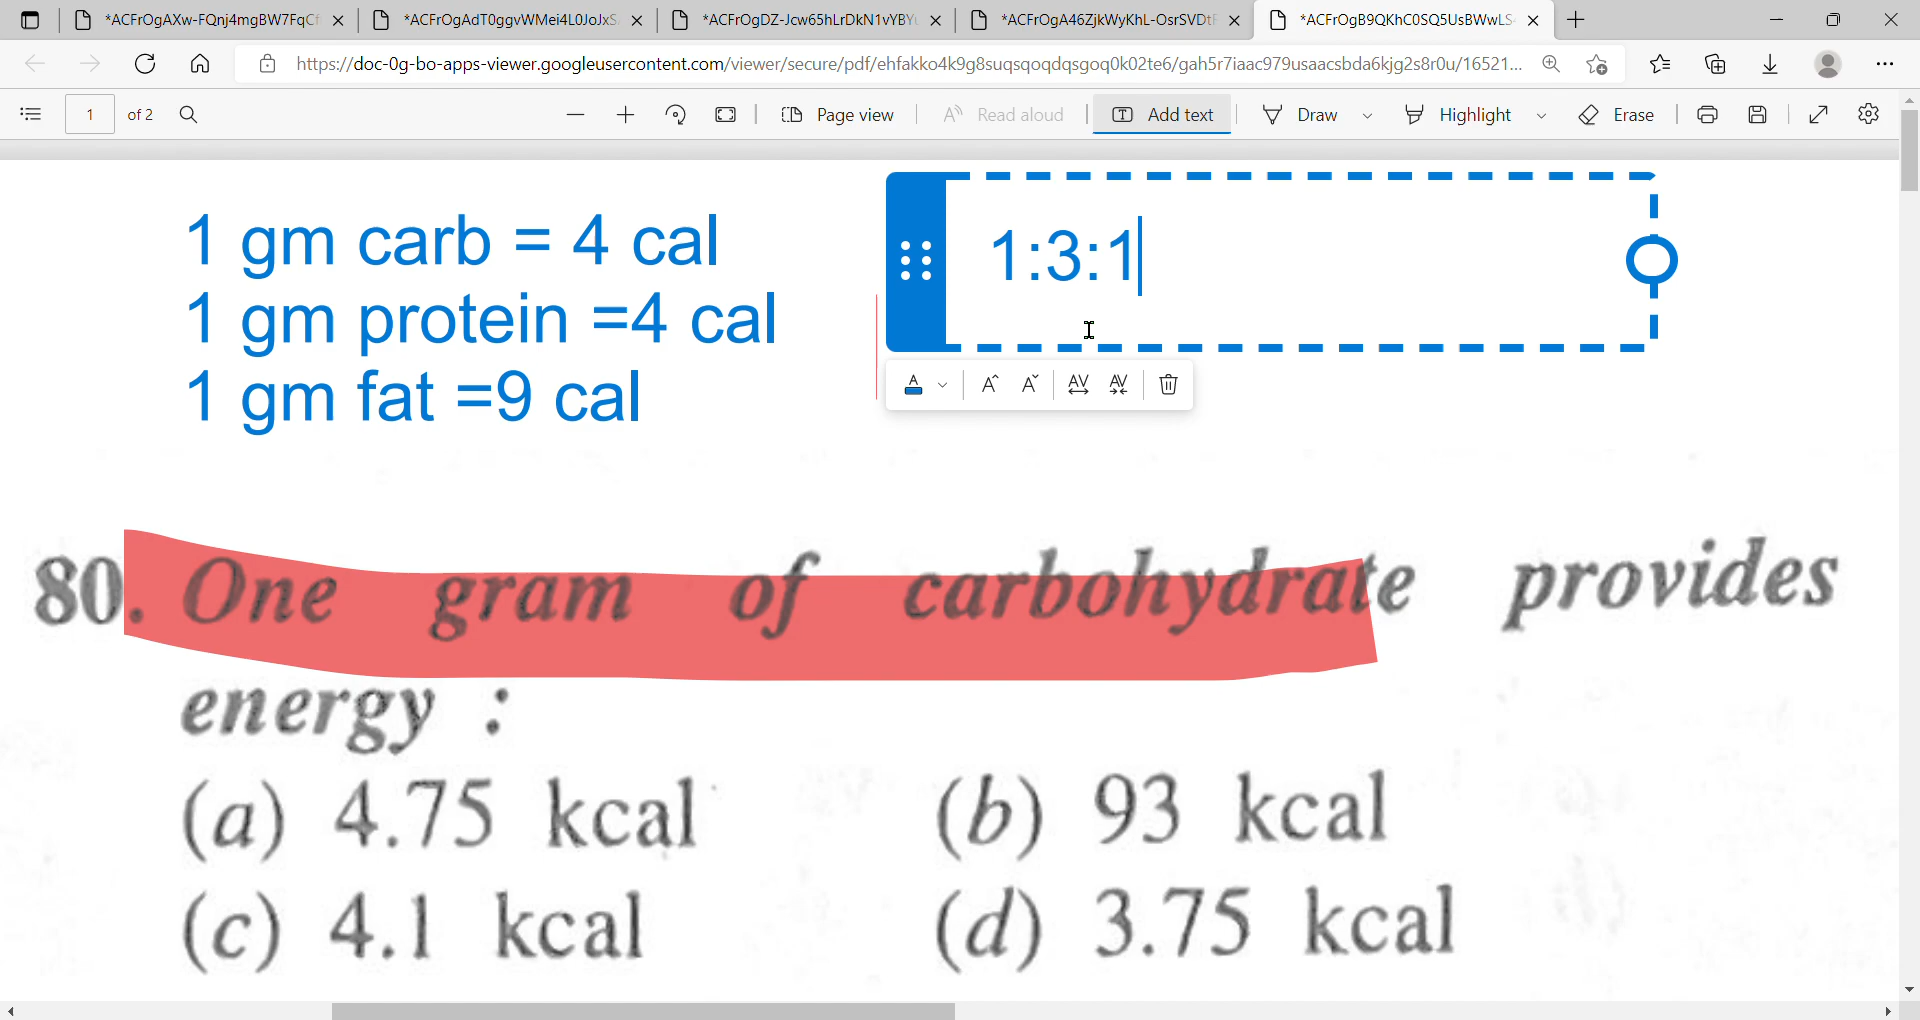 *ACFrOgAXw-FQnj4mgBW7FqCf
*ACFrOgAdT0ggvWMei4L0JoJxS
*ACFrOgDZ-Jcw65hLrDkN1vYBYU
*ACFrOgA46ZjkWyKhL-OsrSVDtF
*ACFrOgB9QKhC0SQ5UsBWwLS
https://doc-0g-bo-apps-viewer.googleusercontent.com/viewer/secure/pdf/ehfakko4k9g8suqsqoqdqsgoq0k02te6/gah5r7iaac979usaacsbda6kjg2s8r0u/16521...
1 of 2
Page view
Read aloud
Add text
Draw
Highlight
Erase
1 gm carb = 4 cal
1 gm protein =4 cal
1 gm fat =9 cal
1:3:1
80. One gram of carbohydrate provides
energy :
(a) 4.75 kcal (b) 93 kcal
(c) 4.1 kcal (d) 3.75 kcal